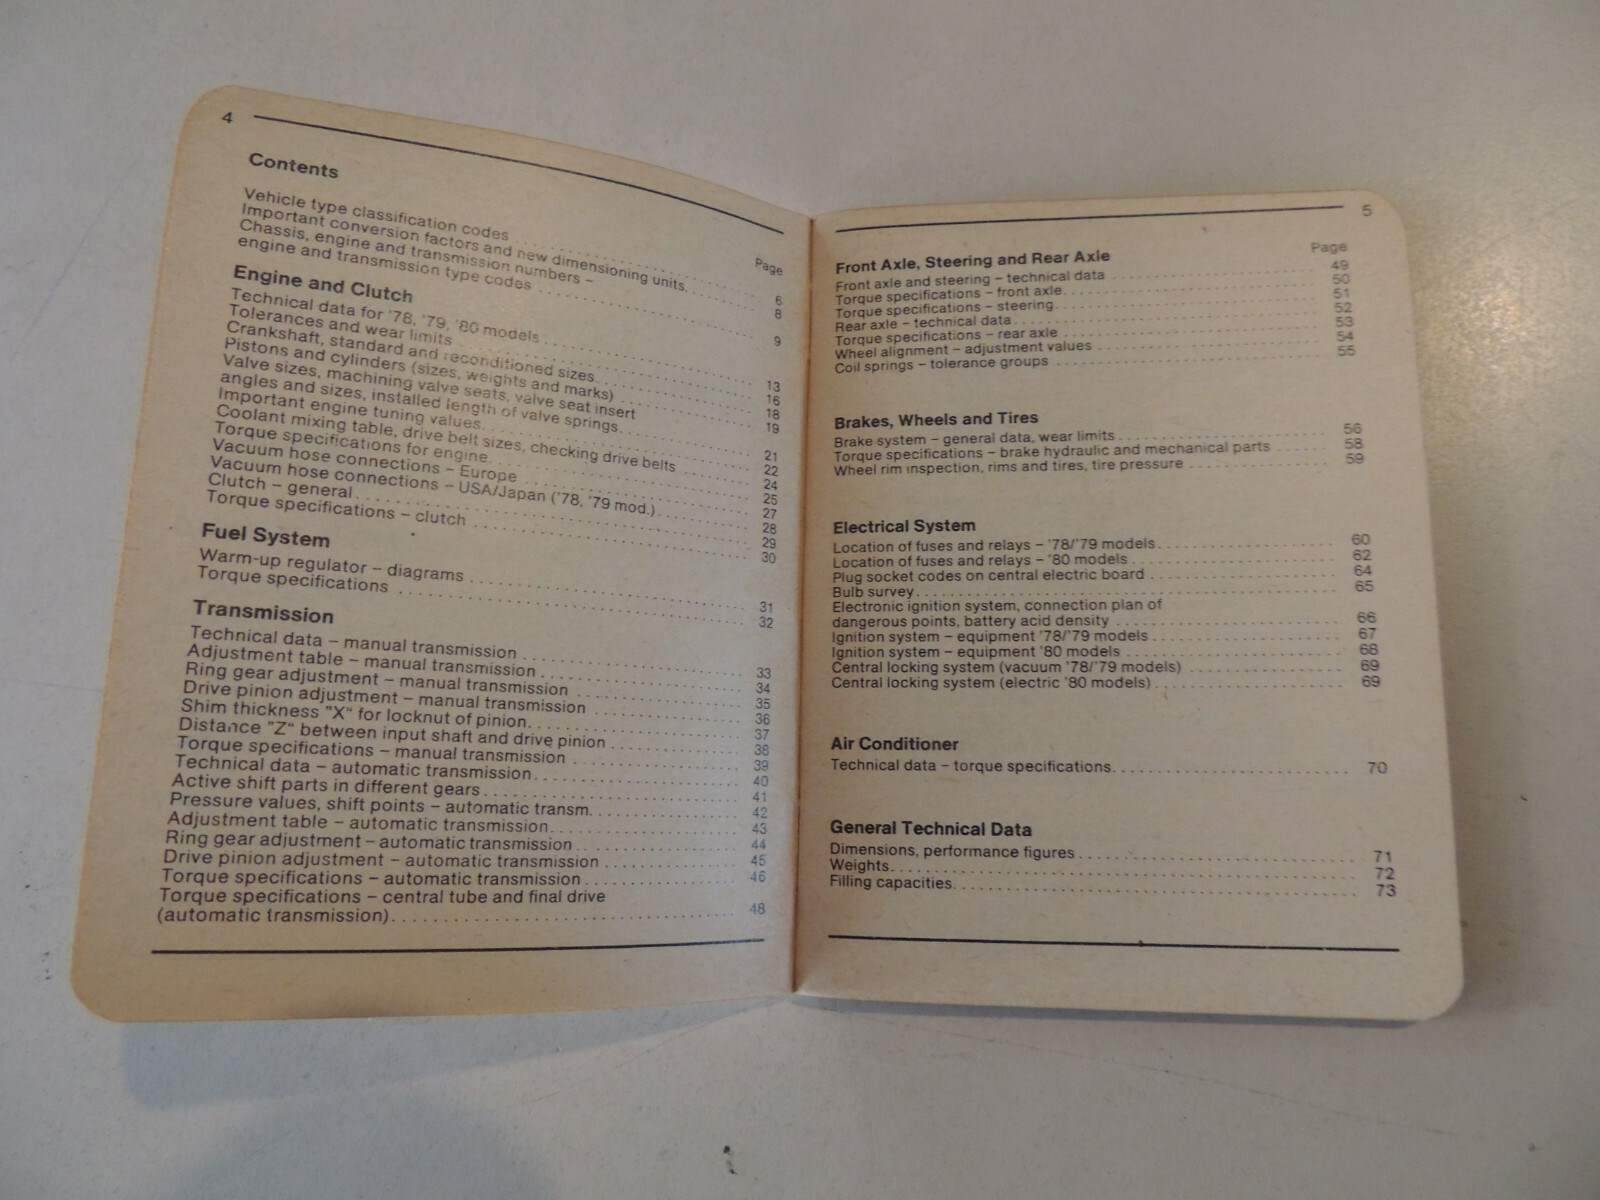 4
Contents
Page
Vehicle type classification codes . . . . . . . . . . . . . . . . . . . . 6
Important conversion factors and new dimensioning units. . . . . . . . 8
Chassis, engine and transmission numbers –
engine and transmission type codes . . . . . . . . . . . . . . . . . . 9
Engine and Clutch
Technical data for '78, '79, '80 models . . . . . . . . . . . . . . . . 13
Tolerances and wear limits . . . . . . . . . . . . . . . . . . . . 16
Crankshaft, standard and reconditioned sizes. . . . . . . . . . . . . . 18
Pistons and cylinders (sizes, weights and marks) . . . . . . . . . . . 19
Valve sizes, machining valve seats, valve seat insert
angles and sizes, installed length of valve springs. . . . . . . . . . 21
Important engine tuning values. . . . . . . . . . . . . . . . . . . . 22
Coolant mixing table, drive belt sizes, checking drive belts . . . . . 24
Torque specifications for engine. . . . . . . . . . . . . . . . . . . 25
Vacuum hose connections – Europe . . . . . . . . . . . . . . . . . . 27
Vacuum hose connections – USA/Japan ('78, '79 mod.). . . . . . . . . . 28
Clutch – general. . . . . . . . . . . . . . . . . . . . . . . . . . 29
Torque specifications – clutch . . . . . . . . . . . . . . . . . . . . 30
Fuel System
Warm-up regulator – diagrams . . . . . . . . . . . . . . . . . . . . 31
Torque specifications . . . . . . . . . . . . . . . . . . . . . . . . 32
Transmission
Technical data – manual transmission . . . . . . . . . . . . . . . . 33
Adjustment table – manual transmission . . . . . . . . . . . . . . . 34
Ring gear adjustment – manual transmission . . . . . . . . . . . . . 35
Drive pinion adjustment – manual transmission . . . . . . . . . . . . 36
Shim thickness "X" for locknut of pinion. . . . . . . . . . . . . . . 37
Distance "Z" between input shaft and drive pinion . . . . . . . . . . 38
Torque specifications – manual transmission . . . . . . . . . . . . . 39
Technical data – automatic transmission. . . . . . . . . . . . . . . 40
Active shift parts in different gears . . . . . . . . . . . . . . . . 41
Pressure values, shift points – automatic transm. . . . . . . . . . . 42
Adjustment table – automatic transmission. . . . . . . . . . . . . . 43
Ring gear adjustment – automatic transmission . . . . . . . . . . . . 44
Drive pinion adjustment – automatic transmission . . . . . . . . . . 45
Torque specifications – automatic transmission . . . . . . . . . . . 46
Torque specifications – central tube and final drive
(automatic transmission). . . . . . . . . . . . . . . . . . . . . . . 48
5
Page
Front Axle, Steering and Rear Axle
Front axle and steering – technical data . . . . . . . . . . . . . . . 49
Torque specifications – front axle. . . . . . . . . . . . . . . . . . 50
Torque specifications – steering. . . . . . . . . . . . . . . . . . . 51
Rear axle – technical data. . . . . . . . . . . . . . . . . . . . . . 52
Torque specifications – rear axle . . . . . . . . . . . . . . . . . . 53
Wheel alignment – adjustment values . . . . . . . . . . . . . . . . . 54
Coil springs – tolerance groups . . . . . . . . . . . . . . . . . . . 55
Brakes, Wheels and Tires
Brake system – general data, wear limits . . . . . . . . . . . . . . . 56
Torque specifications – brake hydraulic and mechanical parts . . . . . 58
Wheel rim inspection, rims and tires, tire pressure . . . . . . . . . . 59
Electrical System
Location of fuses and relays – '78/'79 models. . . . . . . . . . . . . 60
Location of fuses and relays – '80 models. . . . . . . . . . . . . . . 62
Plug socket codes on central electric board . . . . . . . . . . . . . 64
Bulb survey. . . . . . . . . . . . . . . . . . . . . . . . . . . . . 65
Electronic ignition system, connection plan of
dangerous points, battery acid density . . . . . . . . . . . . . . . . 66
Ignition system – equipment '78/'79 models . . . . . . . . . . . . . . 67
Ignition system – equipment '80 models . . . . . . . . . . . . . . . . 68
Central locking system (vacuum '78/'79 models) . . . . . . . . . . . . 69
Central locking system (electric '80 models). . . . . . . . . . . . . . 69
Air Conditioner
Technical data – torque specifications. . . . . . . . . . . . . . . . . 70
General Technical Data
Dimensions, performance figures . . . . . . . . . . . . . . . . . . . 71
Weights. . . . . . . . . . . . . . . . . . . . . . . . . . . . . . . 72
Filling capacities. . . . . . . . . . . . . . . . . . . . . . . . . . 73